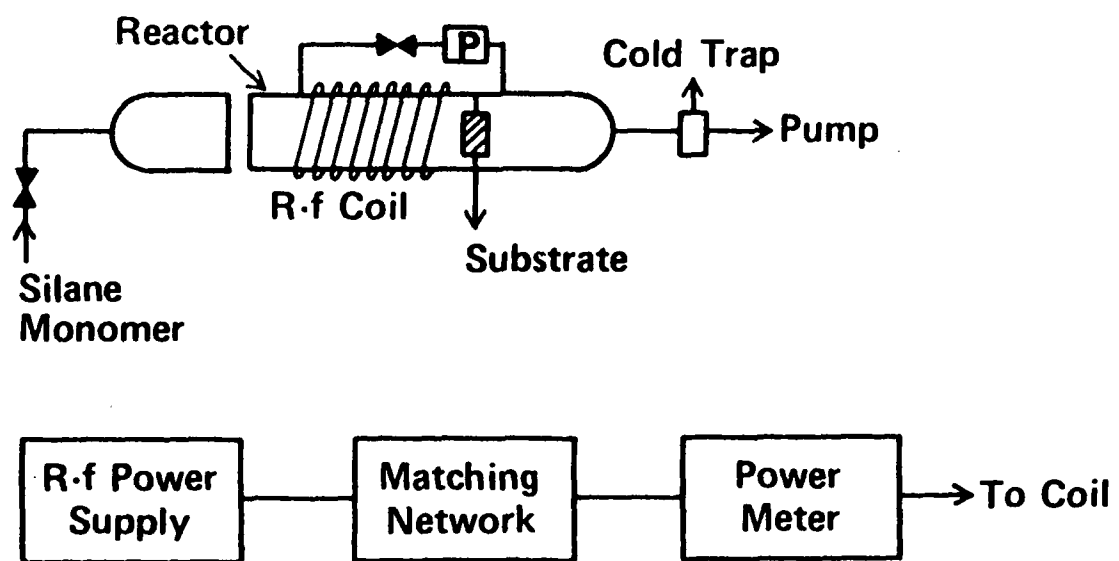 Reactor
P
Cold Trap
Pump
R·f Coil
Substrate
Silane
Monomer
R·f Power
Supply
Matching
Network
Power
Meter
To Coil